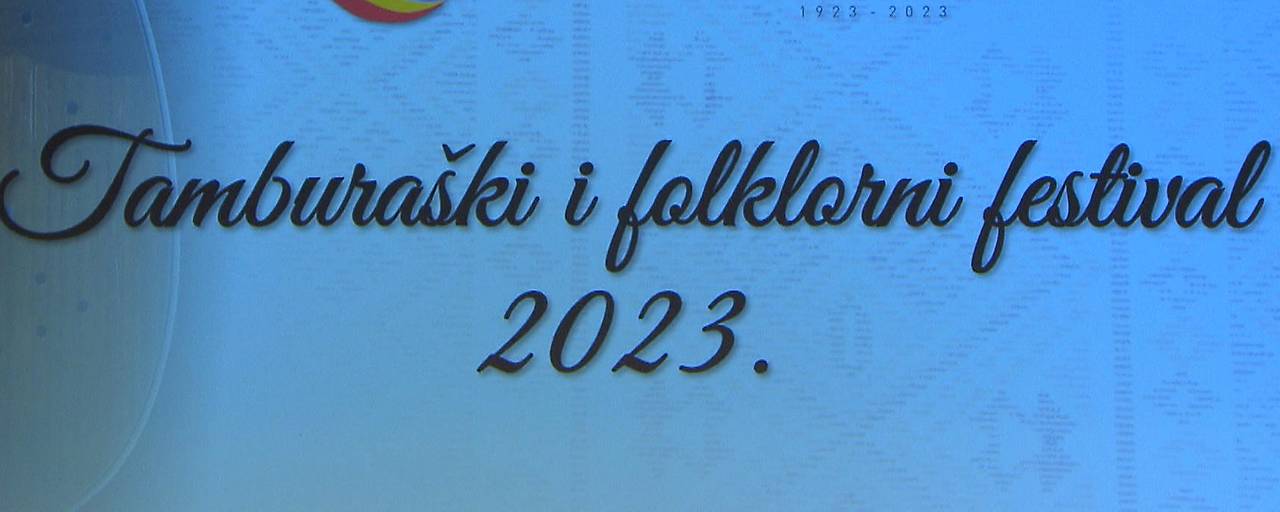 1923-2023
Tamburaški i folklorni festival
2023.